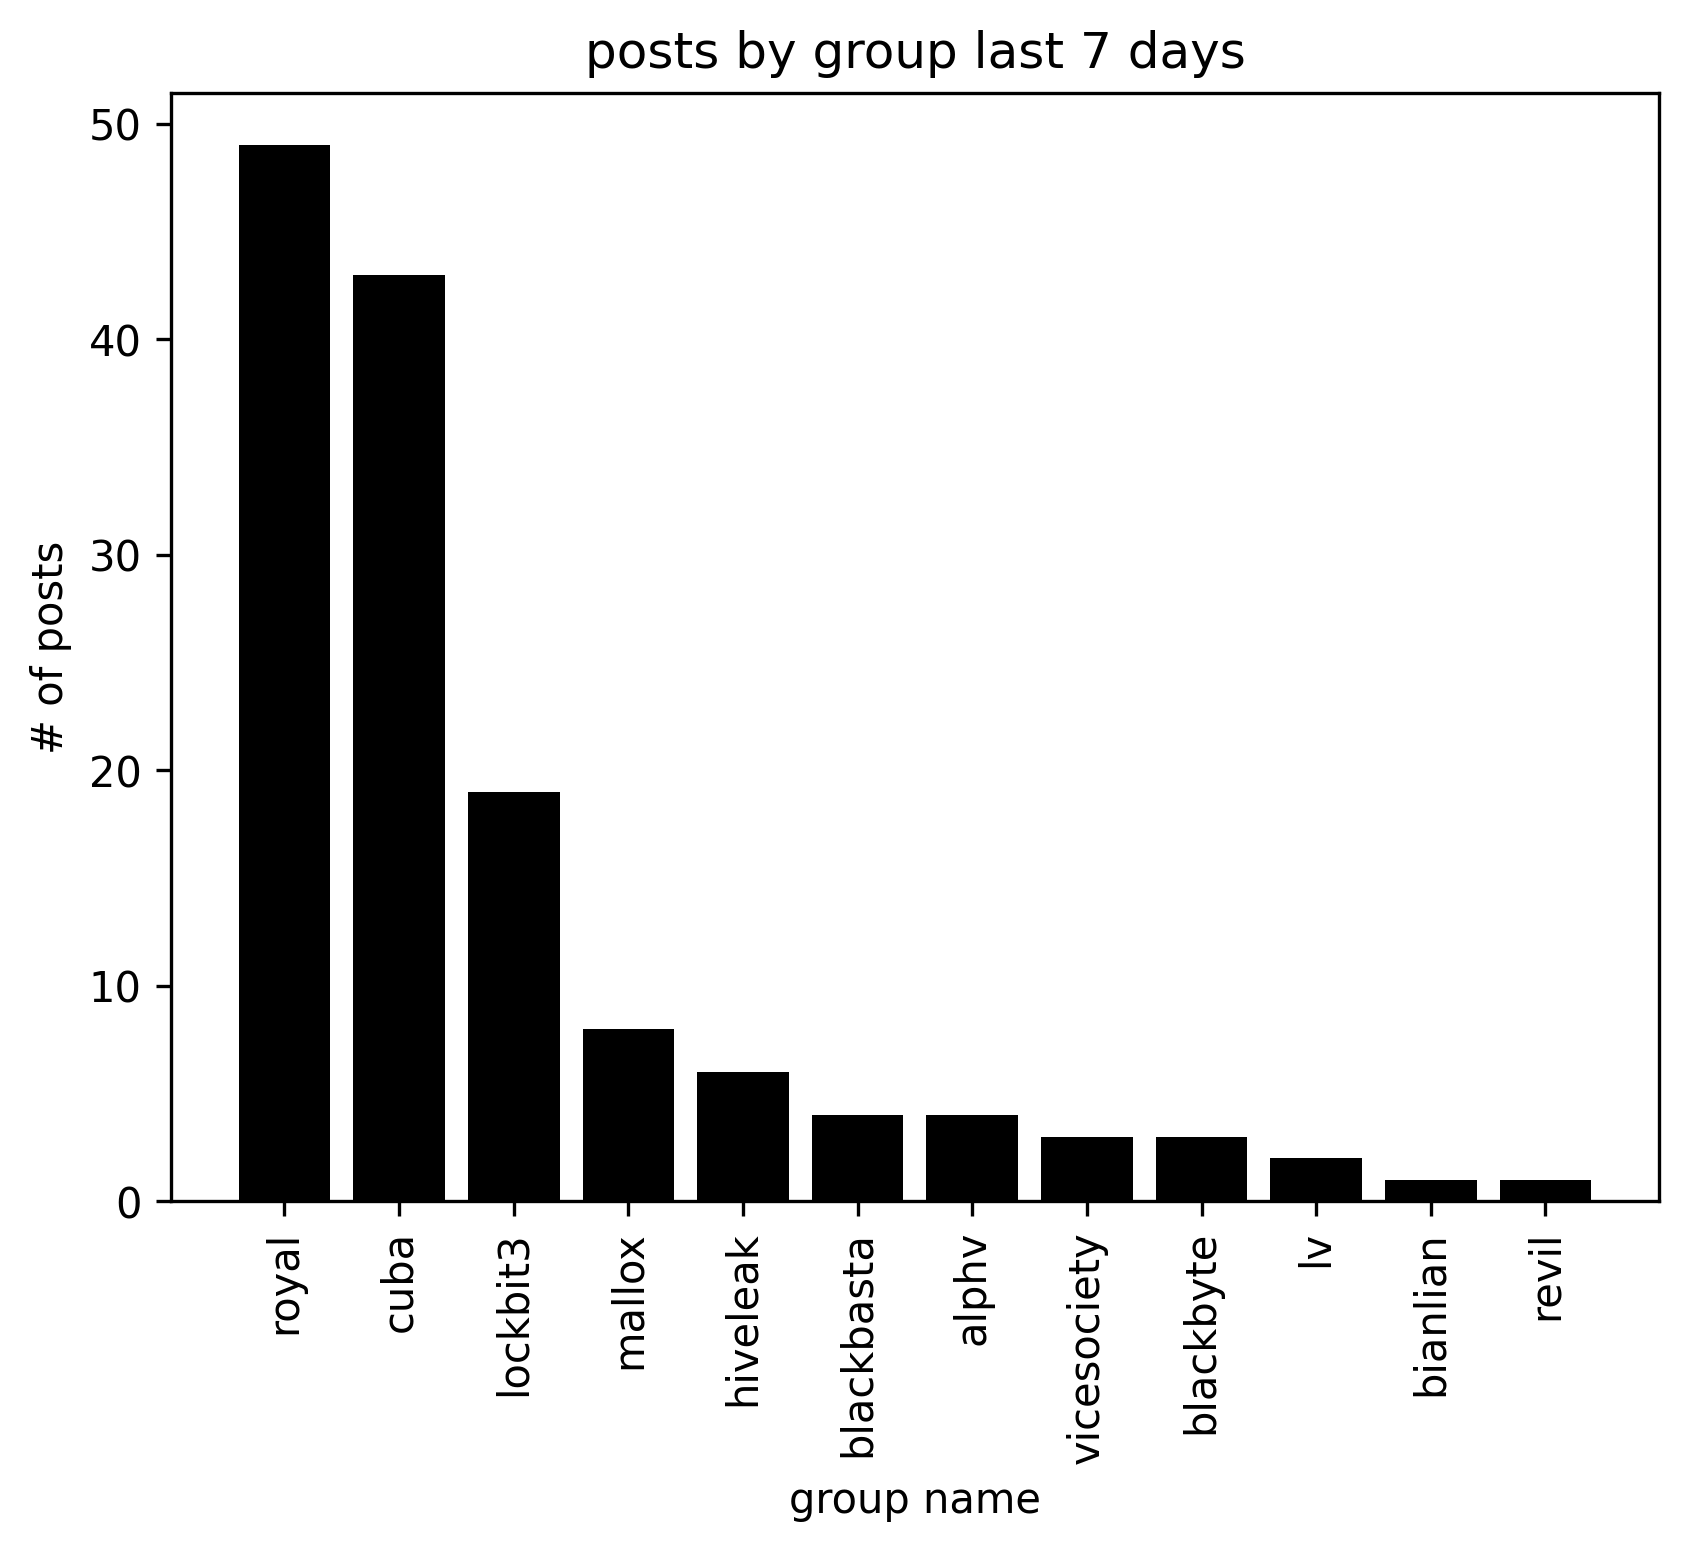 posts by group last 7 days
# of posts
50
40
30
20
10
0
royal
cuba
lockbit3
mallox
hiveleak
blackbasta
alphv
vicesociety
blackbyte
lv
bianlian
revil
group name